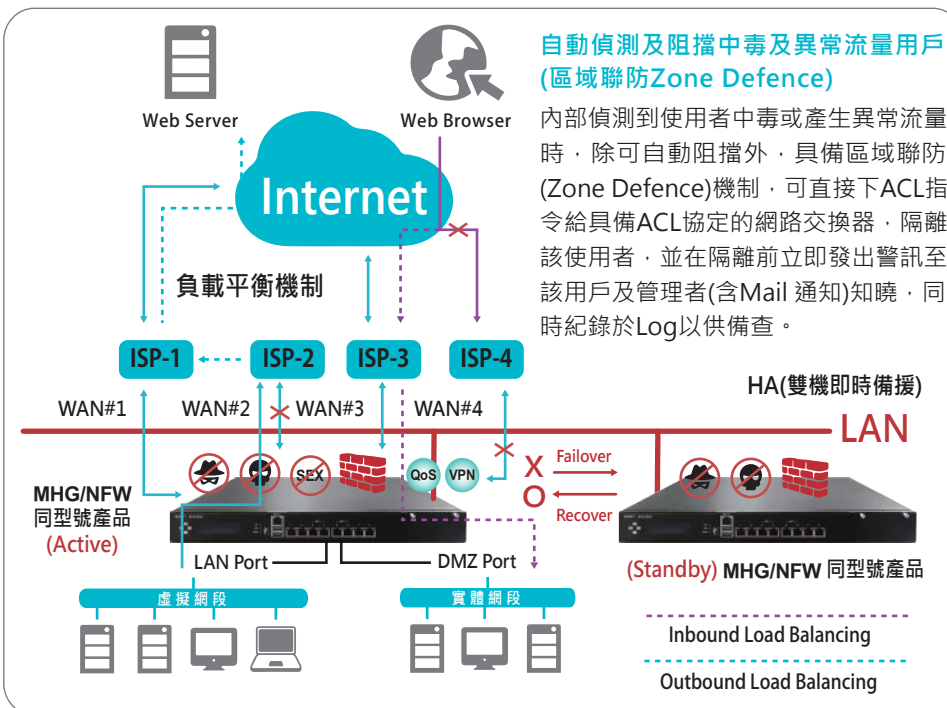 自動偵測及阻擋中毒及異常流量用戶
(區域聯防Zone Defence)
內部偵測到使用者中毒或產生異常流量
時，除可自動阻擋外，具備區域聯防
(Zone Defence)機制，可直接下ACL指
令給具備ACL協定的網路交換器，隔離
該使用者，並在隔離前立即發出警訊至
該用戶及管理者(含Mail 通知)知曉，同
時紀錄於Log以供備查。
Web Server
Web Browser
Internet
負載平衡機制
ISP-1
ISP-2
ISP-3
ISP-4
WAN#1
WAN#2
WAN#3
WAN#4
HA(雙機即時備援)
LAN
SEX
QoS
VPN
X
Failover
O
Recover
MHG/NFW
同型號產品
(Active)
LAN Port
DMZ Port
(Standby) MHG/NFW 同型號產品
虛擬網段
實體網段
Inbound Load Balancing
Outbound Load Balancing